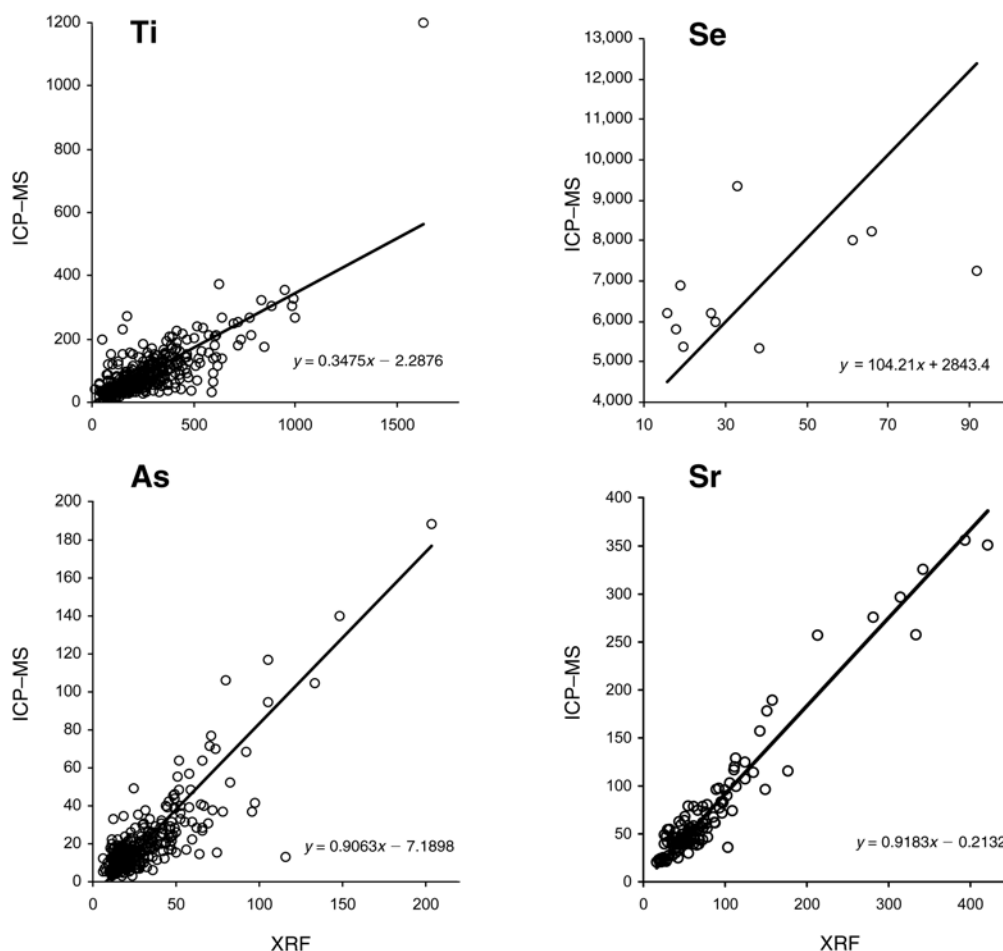 Ti
1200
1000
800
600
400
200
0
ICP–MS
0 500 1000 1500
y = 0.3475x − 2.2876
Se
13,000
12,000
11,000
10,000
9,000
8,000
7,000
6,000
5,000
4,000
ICP–MS
10 30 50 70 90
y = 104.21x + 2843.4
As
200
180
160
140
120
100
80
60
40
20
0
ICP–MS
0 50 100 150 200
y = 0.9063x − 7.1898
XRF
Sr
400
350
300
250
200
150
100
50
0
ICP–MS
0 100 200 300 400
y = 0.9183x − 0.2132
XRF